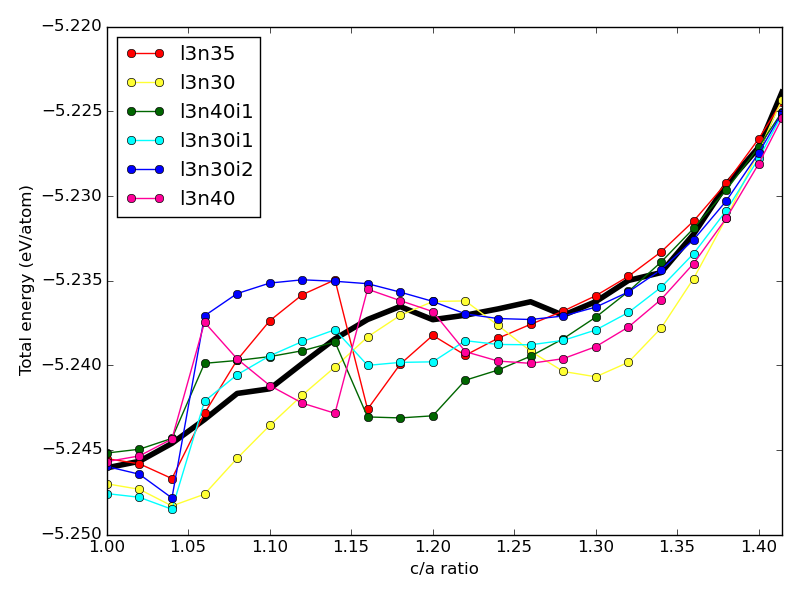 −5.220
−5.225
−5.230
−5.235
−5.240
−5.245
−5.250
Total energy (eV/atom)
l3n35
l3n30
l3n40i1
l3n30i1
l3n30i2
l3n40
1.00 1.05 1.10 1.15 1.20 1.25 1.30 1.35 1.40
c/a ratio